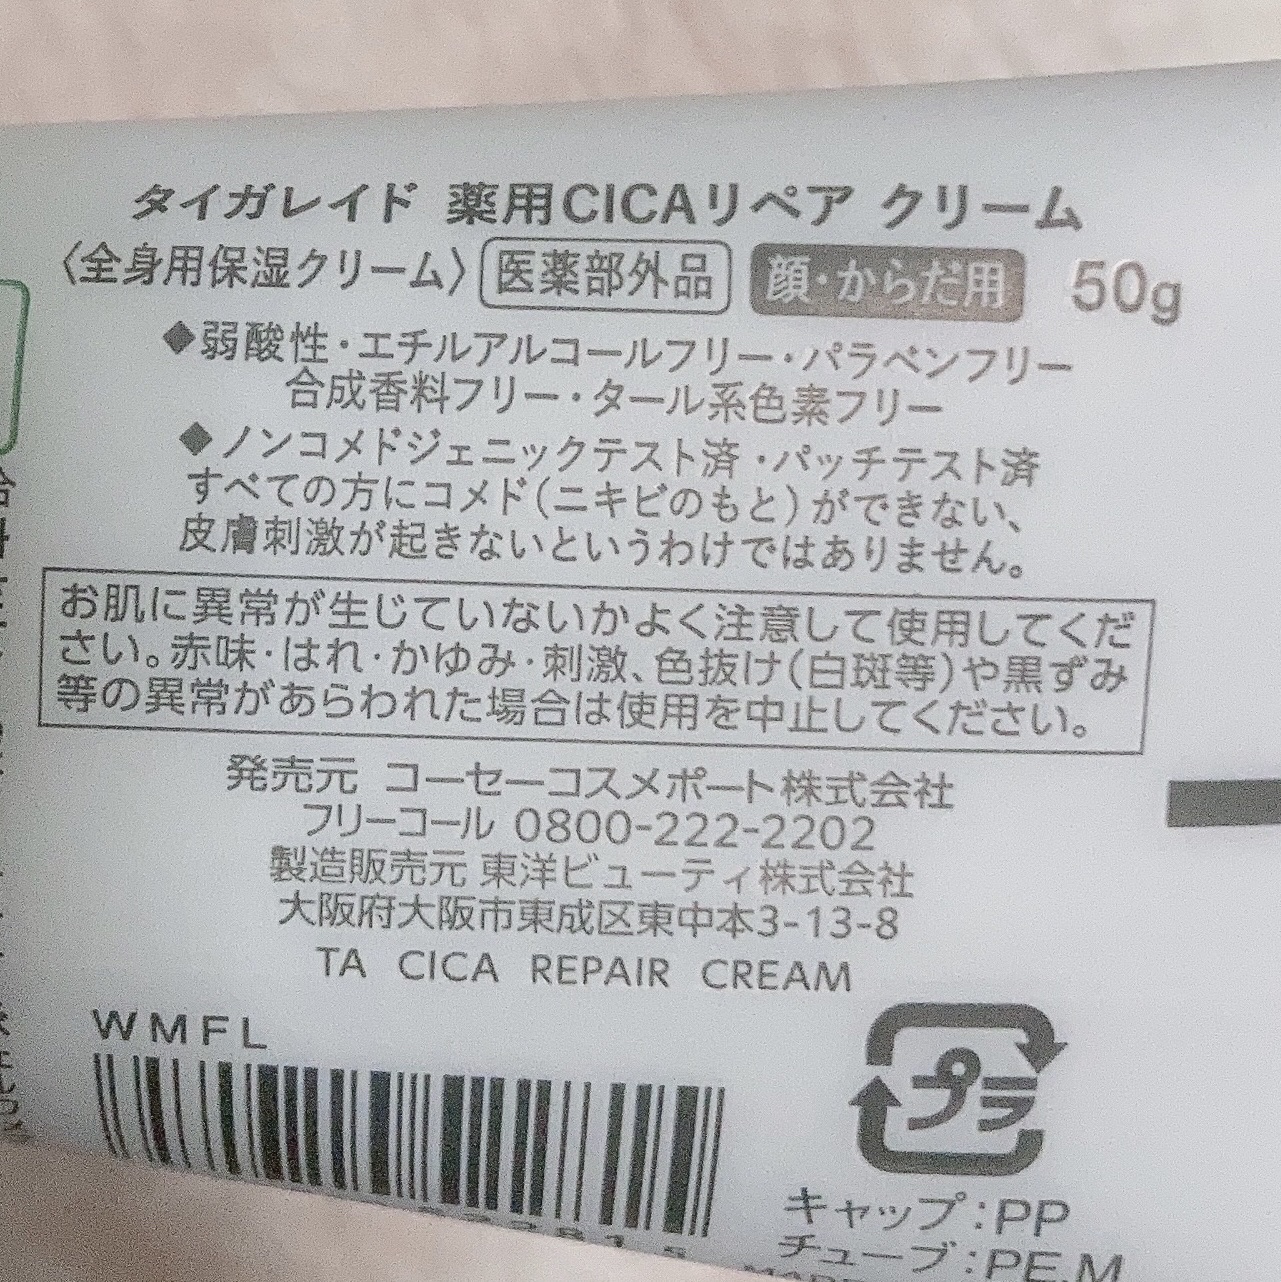 タイガレイド 薬用CICAリペア クリーム
〈全身用保湿クリーム〉 医薬部外品 顔・からだ用 50g
◆弱酸性・エチルアルコールフリー・パラベンフリー
合成香料フリー・タール系色素フリー
◆ノンコメドジェニックテスト済・パッチテスト済
すべての方にコメド(ニキビのもと)ができない、
皮膚刺激が起きないというわけではありません。
お肌に異常が生じていないかよく注意して使用してくだ
さい。赤味・はれ・かゆみ・刺激、色抜け(白斑等)や黒ずみ
等の異常があらわれた場合は使用を中止してください。
発売元 コーセーコスメポート株式会社
フリーコール 0800-222-2202
製造販売元 東洋ビューティ株式会社
大阪府大阪市東成区東中本3-13-8
TA CICA REPAIR CREAM
WMFL
プラ
キャップ:PP
チューブ:PE,M